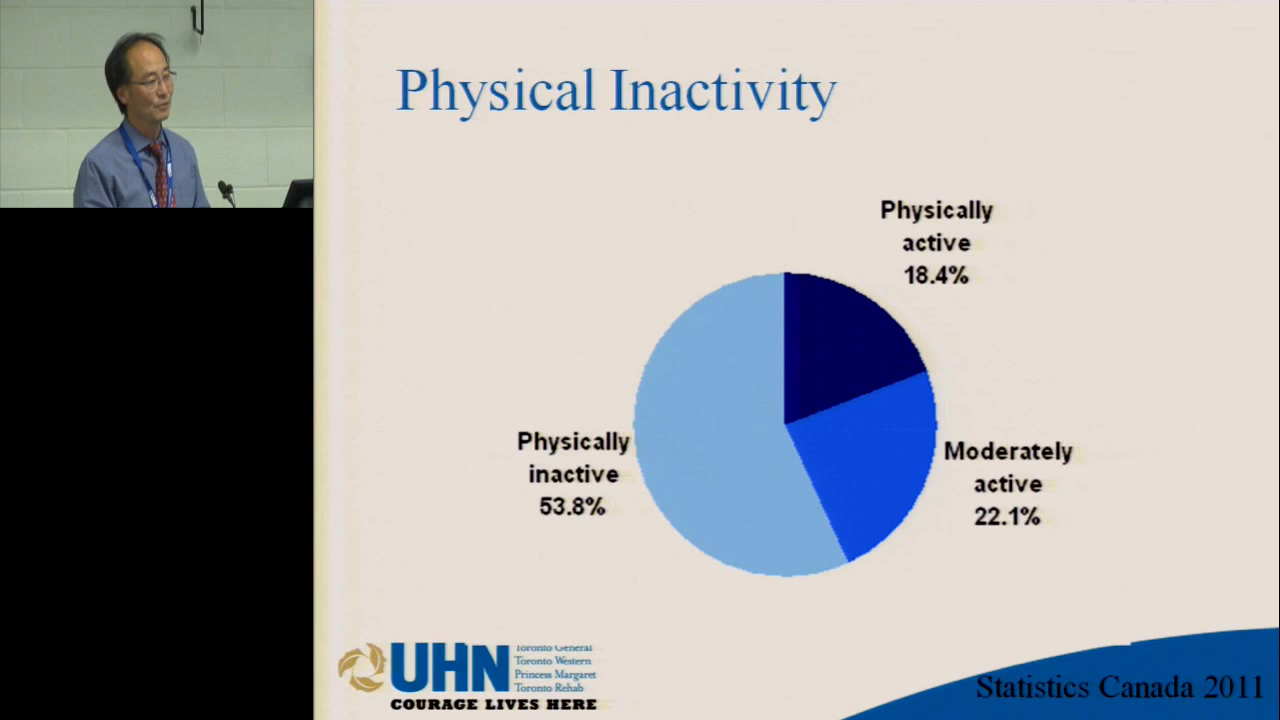 Physical Inactivity
Physically
active
18.4%
Physically
inactive
53.8%
Moderately
active
22.1%
UHN
Toronto General
Toronto Western
Princess Margaret
Toronto Rehab
COURAGE LIVES HERE
Statistics Canada 2011